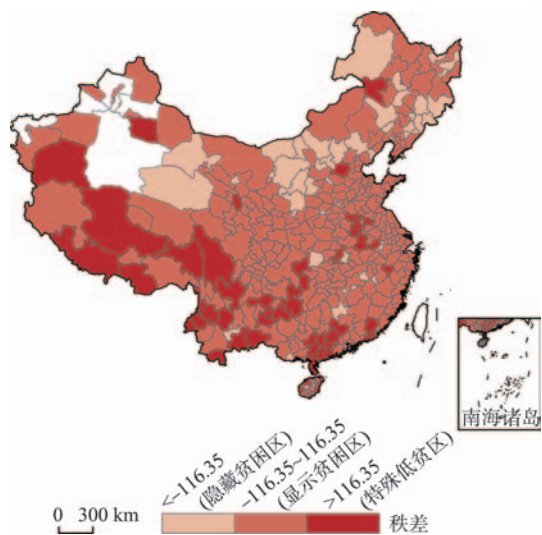 南海诸岛
<-116.35
(隐藏贫困区)
-116.35~116.35
(显示贫困区)
>116.35
(特殊低贫区)
秩差
0 300 km